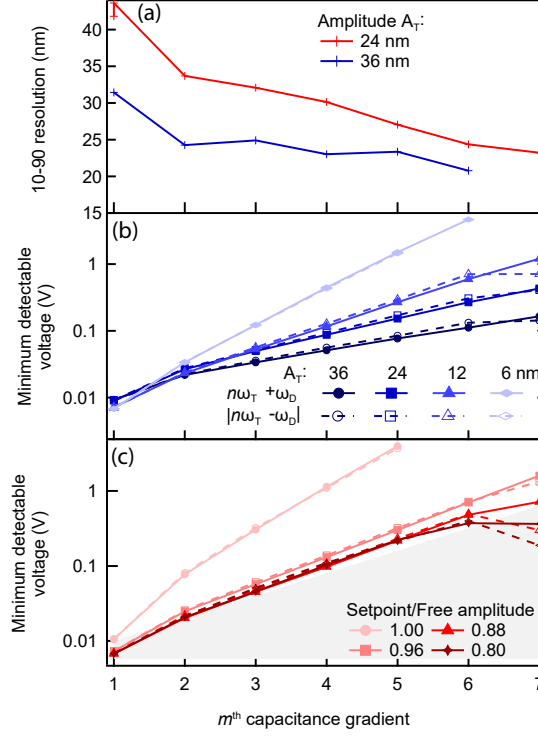 (a)
Amplitude A_T:
24 nm
36 nm
10-90 resolution (nm)
40
35
30
25
20
15
(b)
Minimum detectable
voltage (V)
1
0.1
0.01
A_T: 36 24 12 6 nm
nω_T +ω_D
|nω_T -ω_D|
(c)
Minimum detectable
voltage (V)
1
0.1
0.01
Setpoint/Free amplitude
1.00 0.88
0.96 0.80
1 2 3 4 5 6 7
m^th capacitance gradient